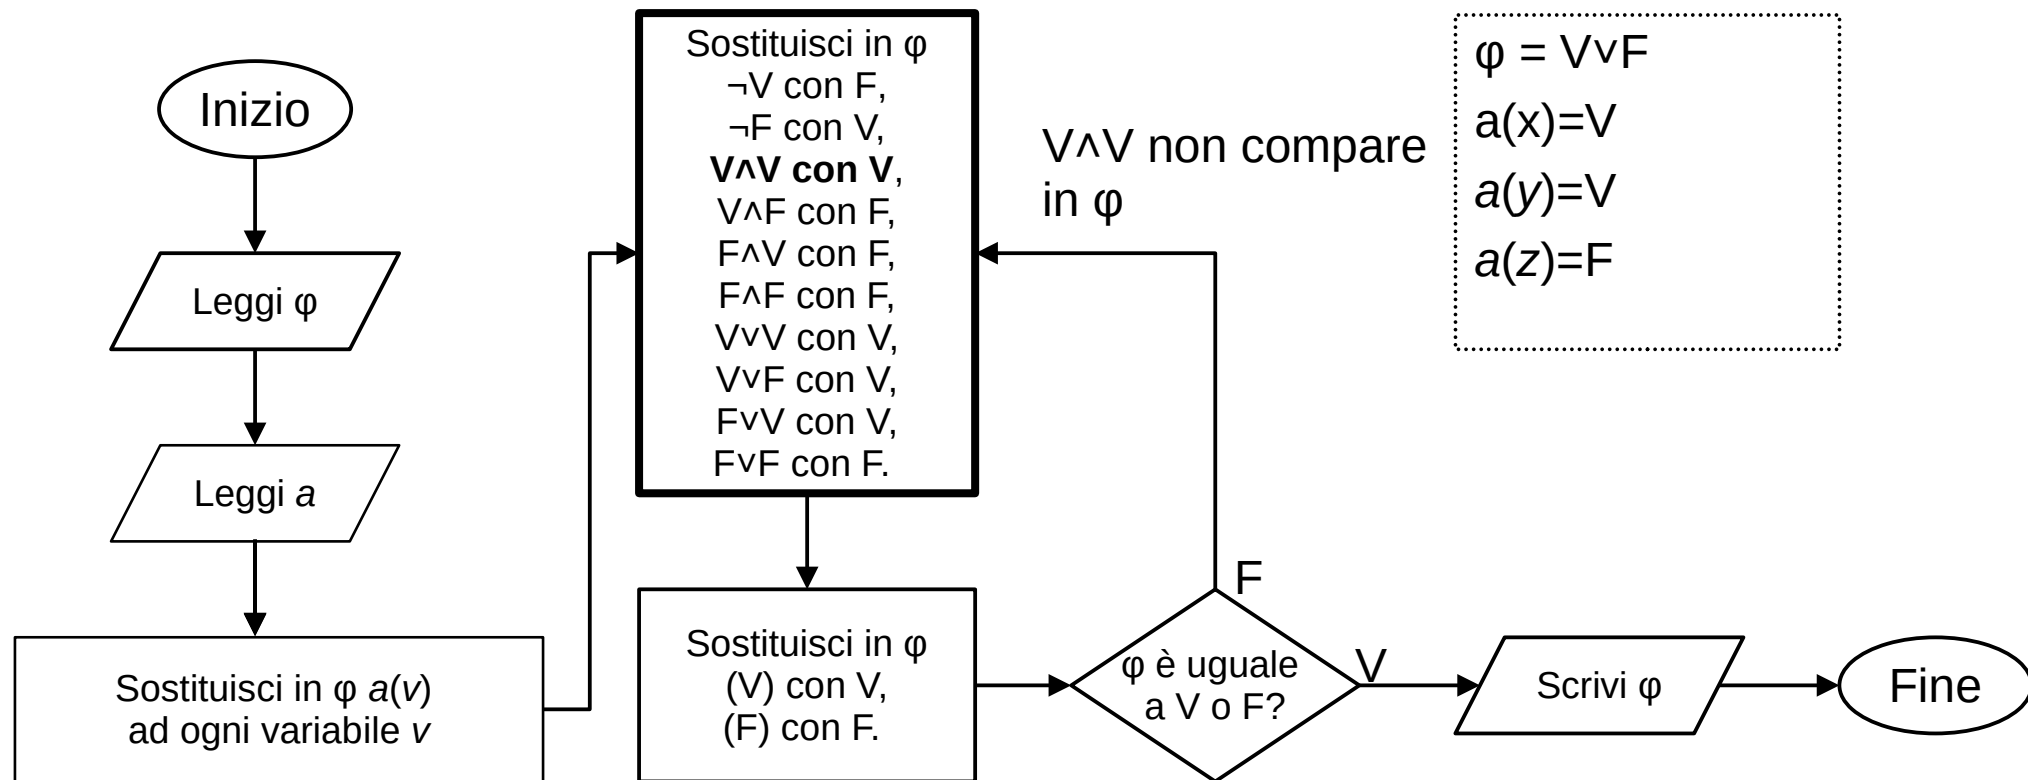 Inizio
Leggi φ
Leggi a
Sostituisci in φ a(v)
ad ogni variabile v
Sostituisci in φ
¬V con F,
¬F con V,
V∧V con V,
V∧F con F,
F∧V con F,
F∧F con F,
V∨V con V,
V∨F con V,
F∨V con V,
F∨F con F.
Sostituisci in φ
(V) con V,
(F) con F.
V∧V non compare
in φ
F
φ è uguale
a V o F?
V
Scrivi φ
Fine
φ = V∨F
a(x)=V
a(y)=V
a(z)=F